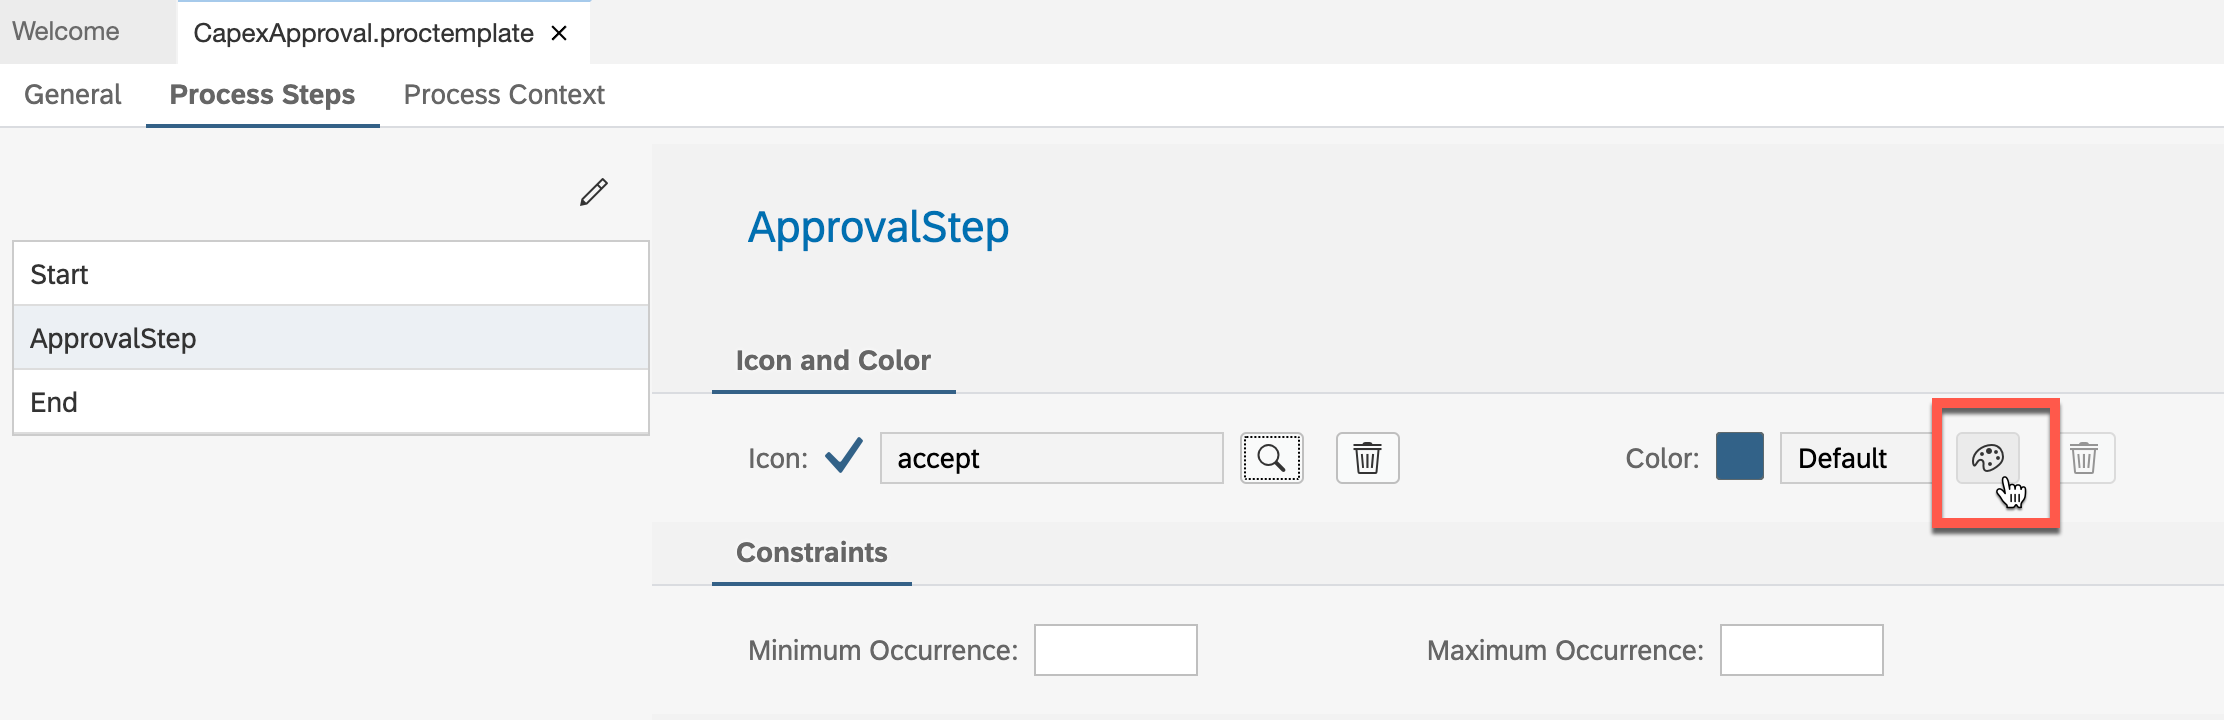 Welcome
CapexApproval.proctemplate
General Process Steps Process Context
ApprovalStep
Start
ApprovalStep
End
Icon and Color
Icon: accept Color: Default
Constraints
Minimum Occurrence: Maximum Occurrence: